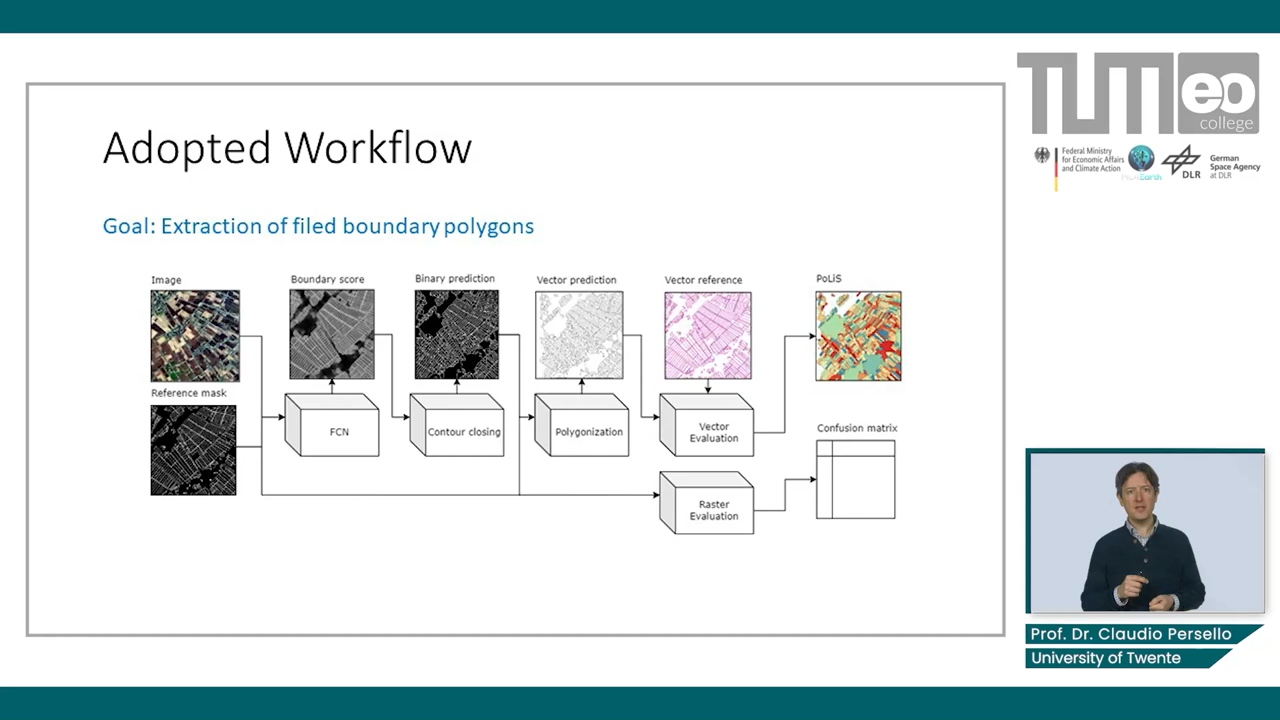 TUM eo
college
Federal Ministry
for Economic Affairs
and Climate Action
DLR
German
Space Agency
at DLR
Adopted Workflow
Goal: Extraction of filed boundary polygons
Image
Boundary score
Binary prediction
Vector prediction
Vector reference
PoLiS
Reference mask
FCN
Contour closing
Polygonization
Vector
Evaluation
Confusion matrix
Raster
Evaluation
Prof. Dr. Claudio Persello
University of Twente